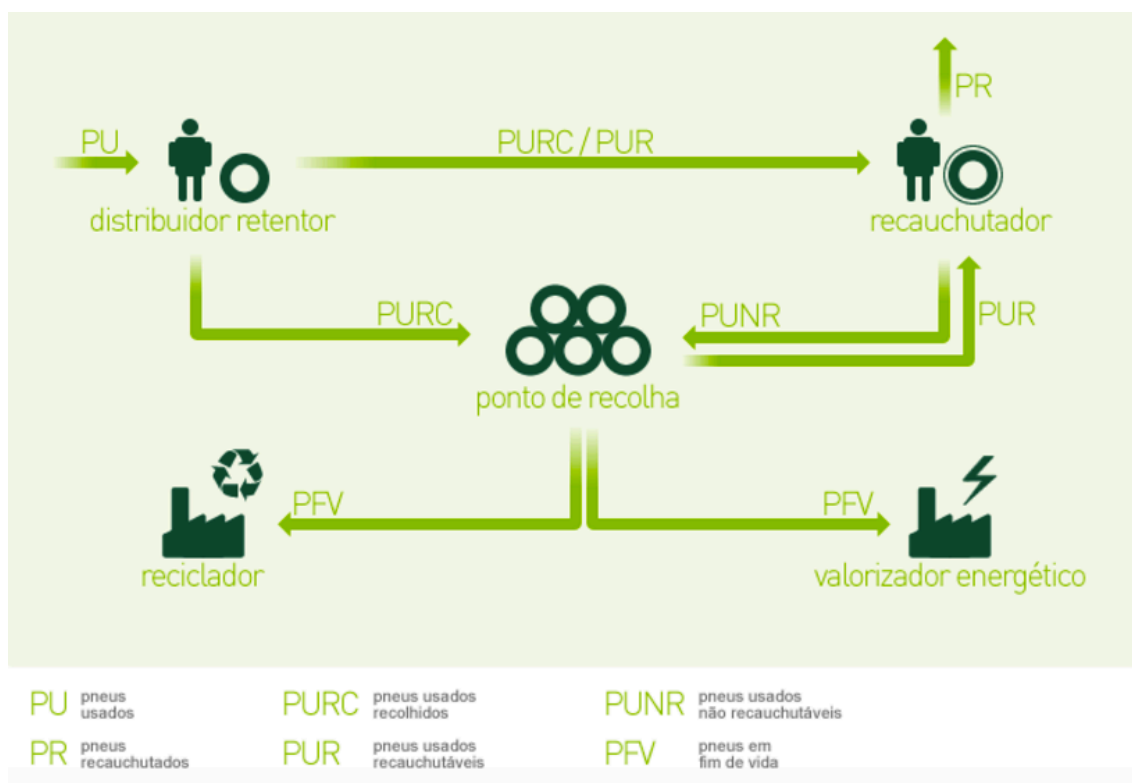 PR
PU
PURC / PUR
distribuidor retentor
recauchutador
PURC
PUNR
PUR
ponto de recolha
PFV
PFV
reciclador
valorizador energético
PU pneus
usados
PURC pneus usados
recolhidos
PUNR pneus usados
não recauchutáveis
PR pneus
recauchutados
PUR pneus usados
recauchutáveis
PFV pneus em
fim de vida